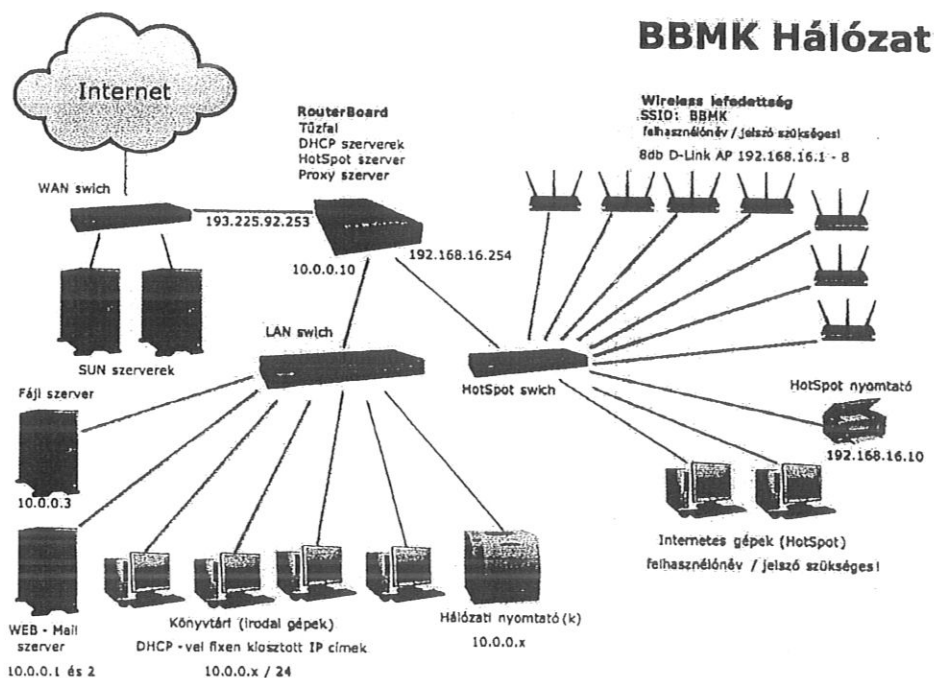 BBMK Hálózat
Internet
RouterBoard
Tűzfal
DHCP szerverek
HotSpot szerver
Proxy szerver
Wireless lefedettség
SSID: BBMK
felhasználónév / jelszó szükséges!
8db D-Link AP 192.168.16.1 - 8
WAN swich
193.225.92.253
192.168.16.254
10.0.0.10
LAN swich
SUN szerverek
HotSpot swich
Fájl szerver
HotSpot nyomtató
192.168.16.10
10.0.0.3
Internetes gépek (HotSpot)
felhasználónév / jelszó szükséges!
WEB - Mail
szerver
10.0.0.1 és 2
Könyvtári (irodai gépek)
DHCP -vel fixen kiosztott IP címek
10.0.0.x / 24
Hálózati nyomtató(k)
10.0.0.x